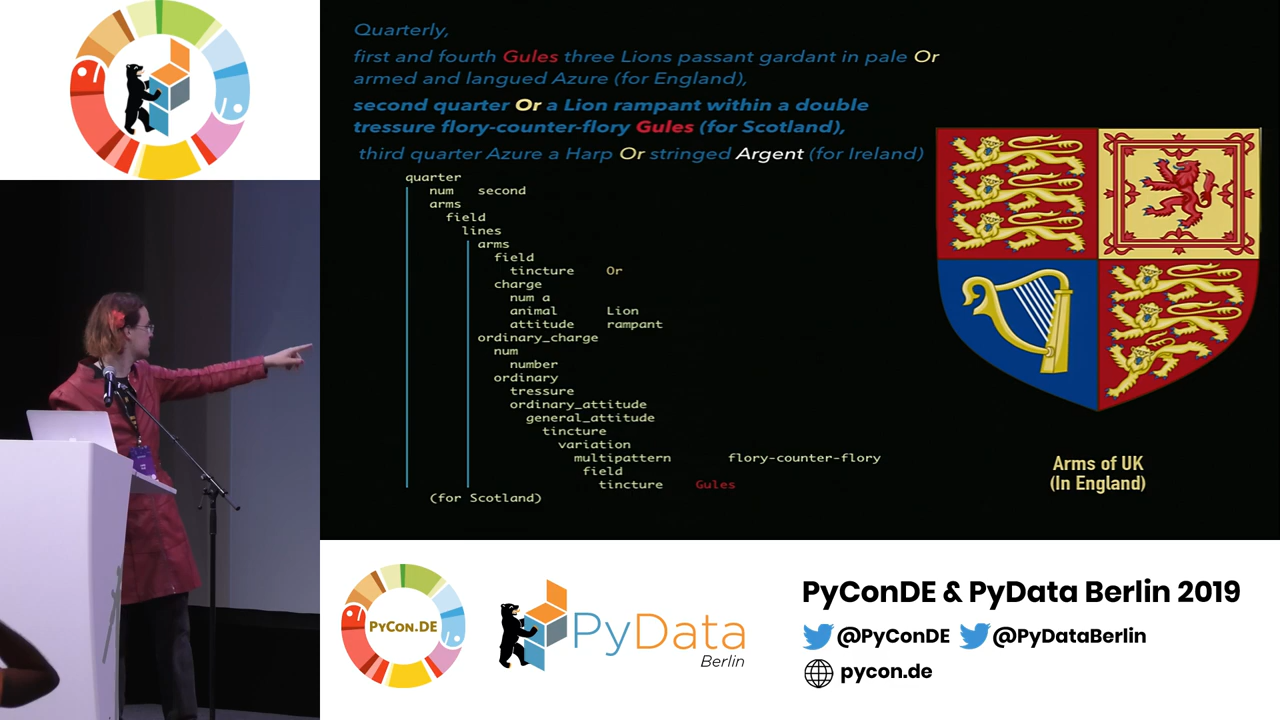 Quarterly,
first and fourth Gules three Lions passant gardant in pale Or
armed and langued Azure (for England),
second quarter Or a Lion rampant within a double
tressure flory-counter-flory Gules (for Scotland),
third quarter Azure a Harp Or stringed Argent (for Ireland)
quarter
num second
arms
field
lines
arms
field
tincture Or
charge
num a
animal Lion
attitude rampant
ordinary_charge
num
number
ordinary
tressure
ordinary_attitude
general_attitude
tincture
variation
multipattern flory-counter-flory
field
tincture Gules
(for Scotland)
Arms of UK
(In England)
PyCon.DE
PyData
Berlin
PyConDE & PyData Berlin 2019
@PyConDE @PyDataBerlin
pycon.de